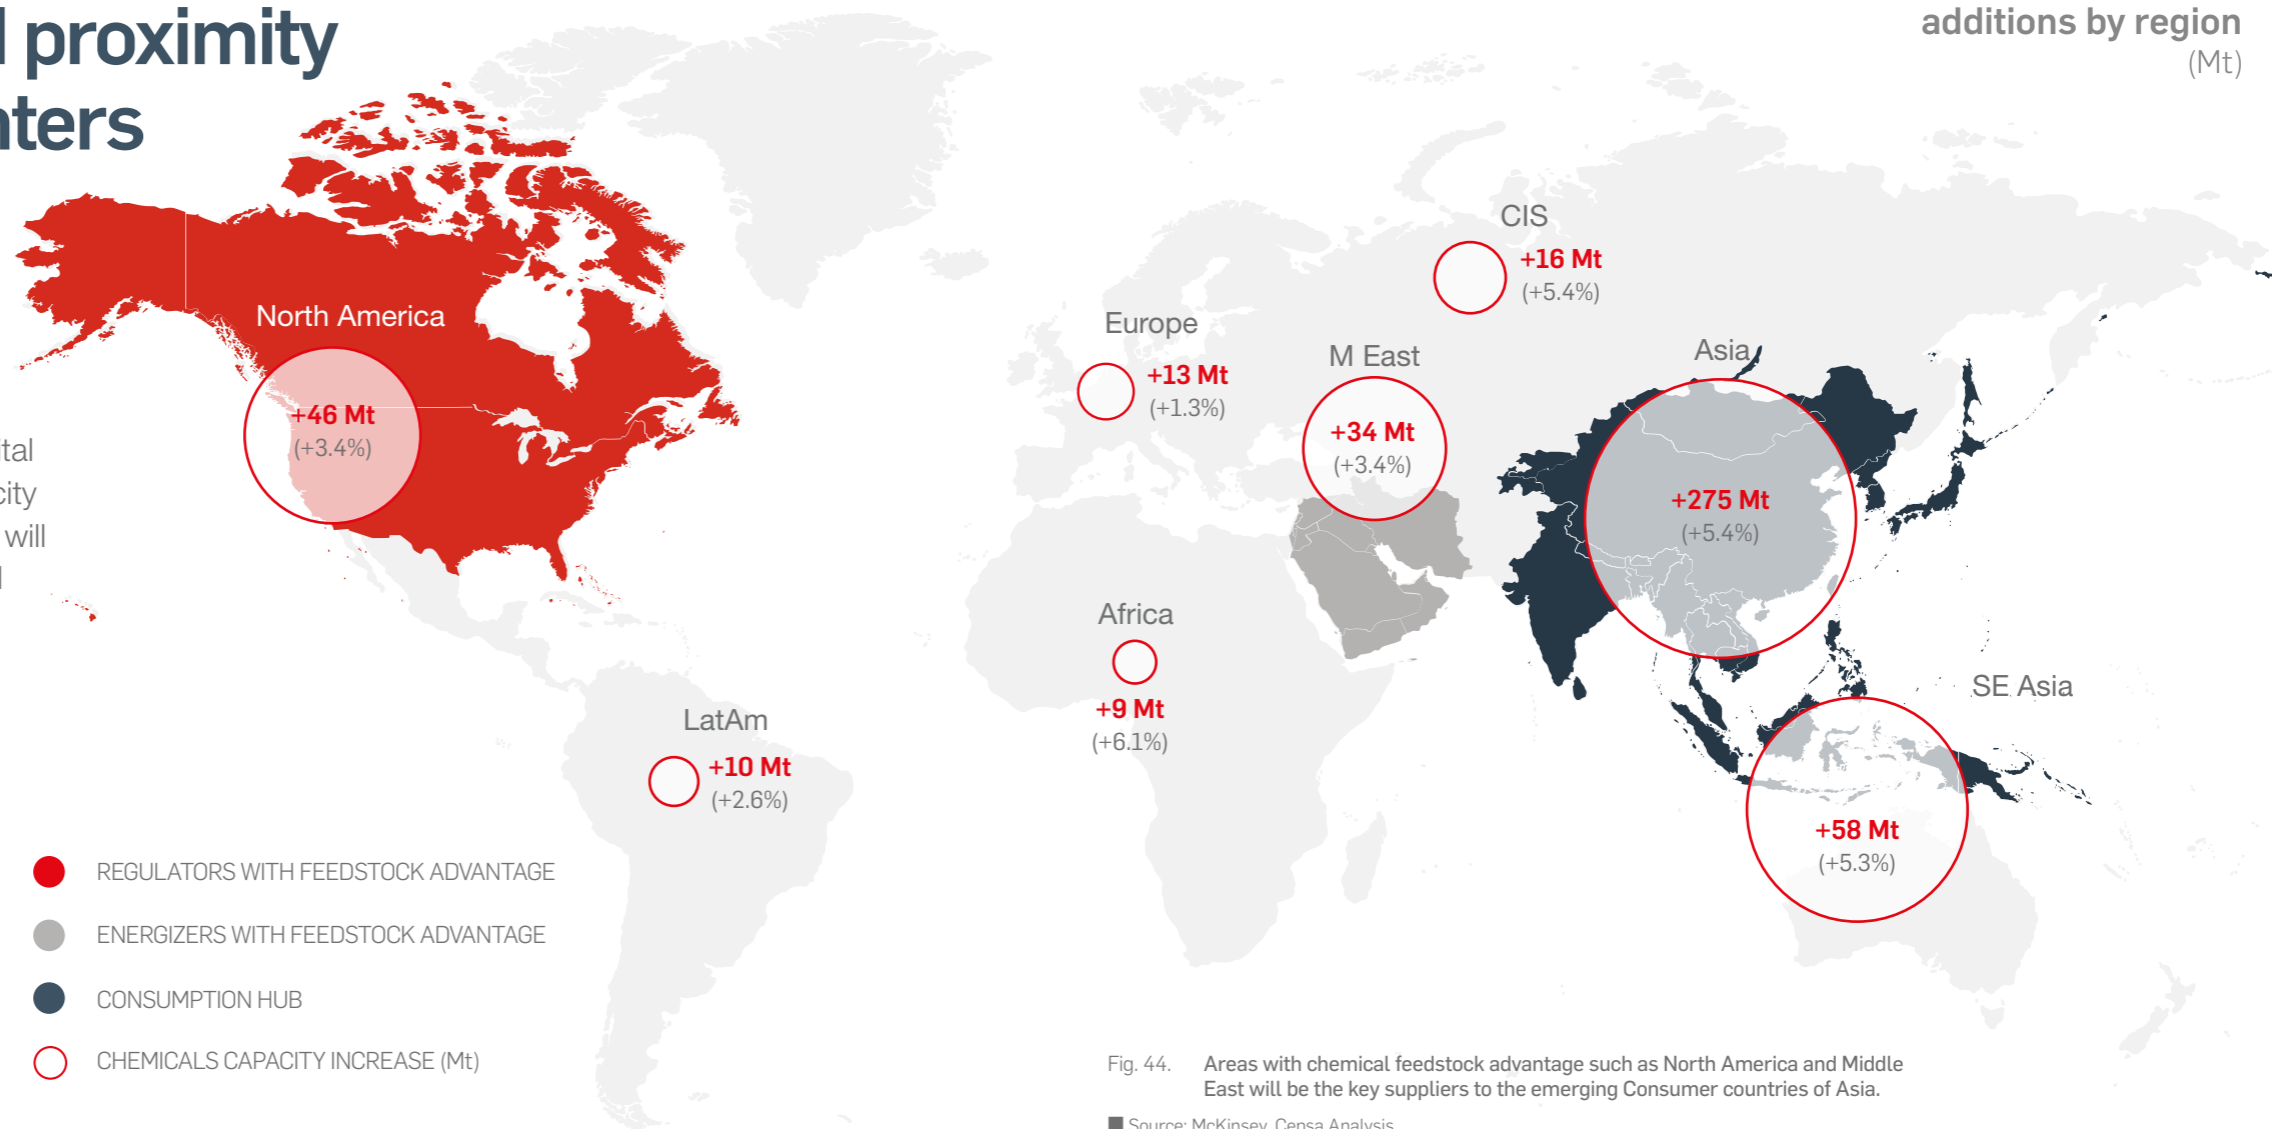 proximity
additions by region
(Mt)
CIS
+16 Mt
(+5.4%)
North America
+46 Mt
(+3.4%)
Europe
+13 Mt
(+1.3%)
M East
+34 Mt
(+3.4%)
Asia
+275 Mt
(+5.4%)
will
Africa
+9 Mt
(+6.1%)
SE Asia
+58 Mt
(+5.3%)
LatAm
+10 Mt
(+2.6%)
REGULATORS WITH FEEDSTOCK ADVANTAGE
ENERGIZERS WITH FEEDSTOCK ADVANTAGE
CONSUMPTION HUB
CHEMICALS CAPACITY INCREASE (Mt)
Fig. 44. Areas with chemical feedstock advantage such as North America and Middle
East will be the key suppliers to the emerging Consumer countries of Asia.
Source: McKinsey, Cepsa Analysis